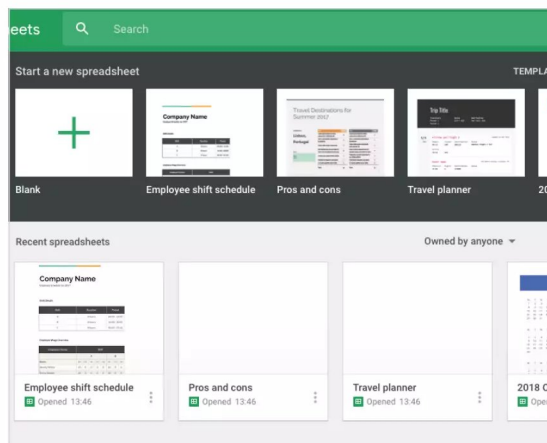 eets
Search
Start a new spreadsheet
TEMPLA
Company Name
Travel Destinations for
Summer 2017
Trip Title
Portugal
Blank
Employee shift schedule
Pros and cons
Travel planner
20
Recent spreadsheets
Owned by anyone
Company Name
Employee shift schedule
Opened 13:46
Pros and cons
Opened 13:46
Travel planner
Opened 13:46
2018 C
Ope